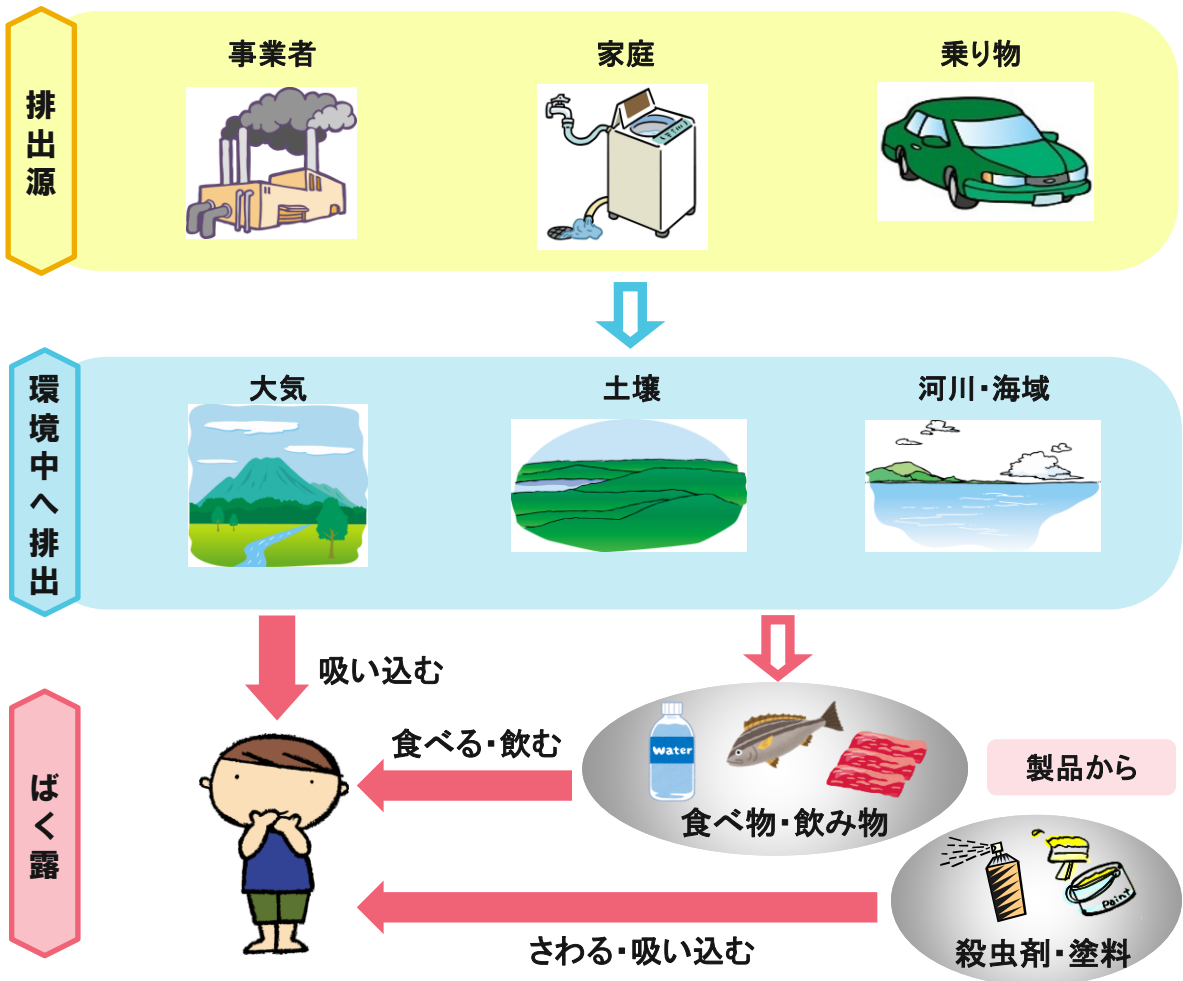 排出源
事業者
家庭
乗り物
環境中へ排出
大気
土壌
河川・海域
吸い込む
ばく露
食べる・飲む
Water
食べ物・飲み物
製品から
Paint
殺虫剤・塗料
さわる・吸い込む